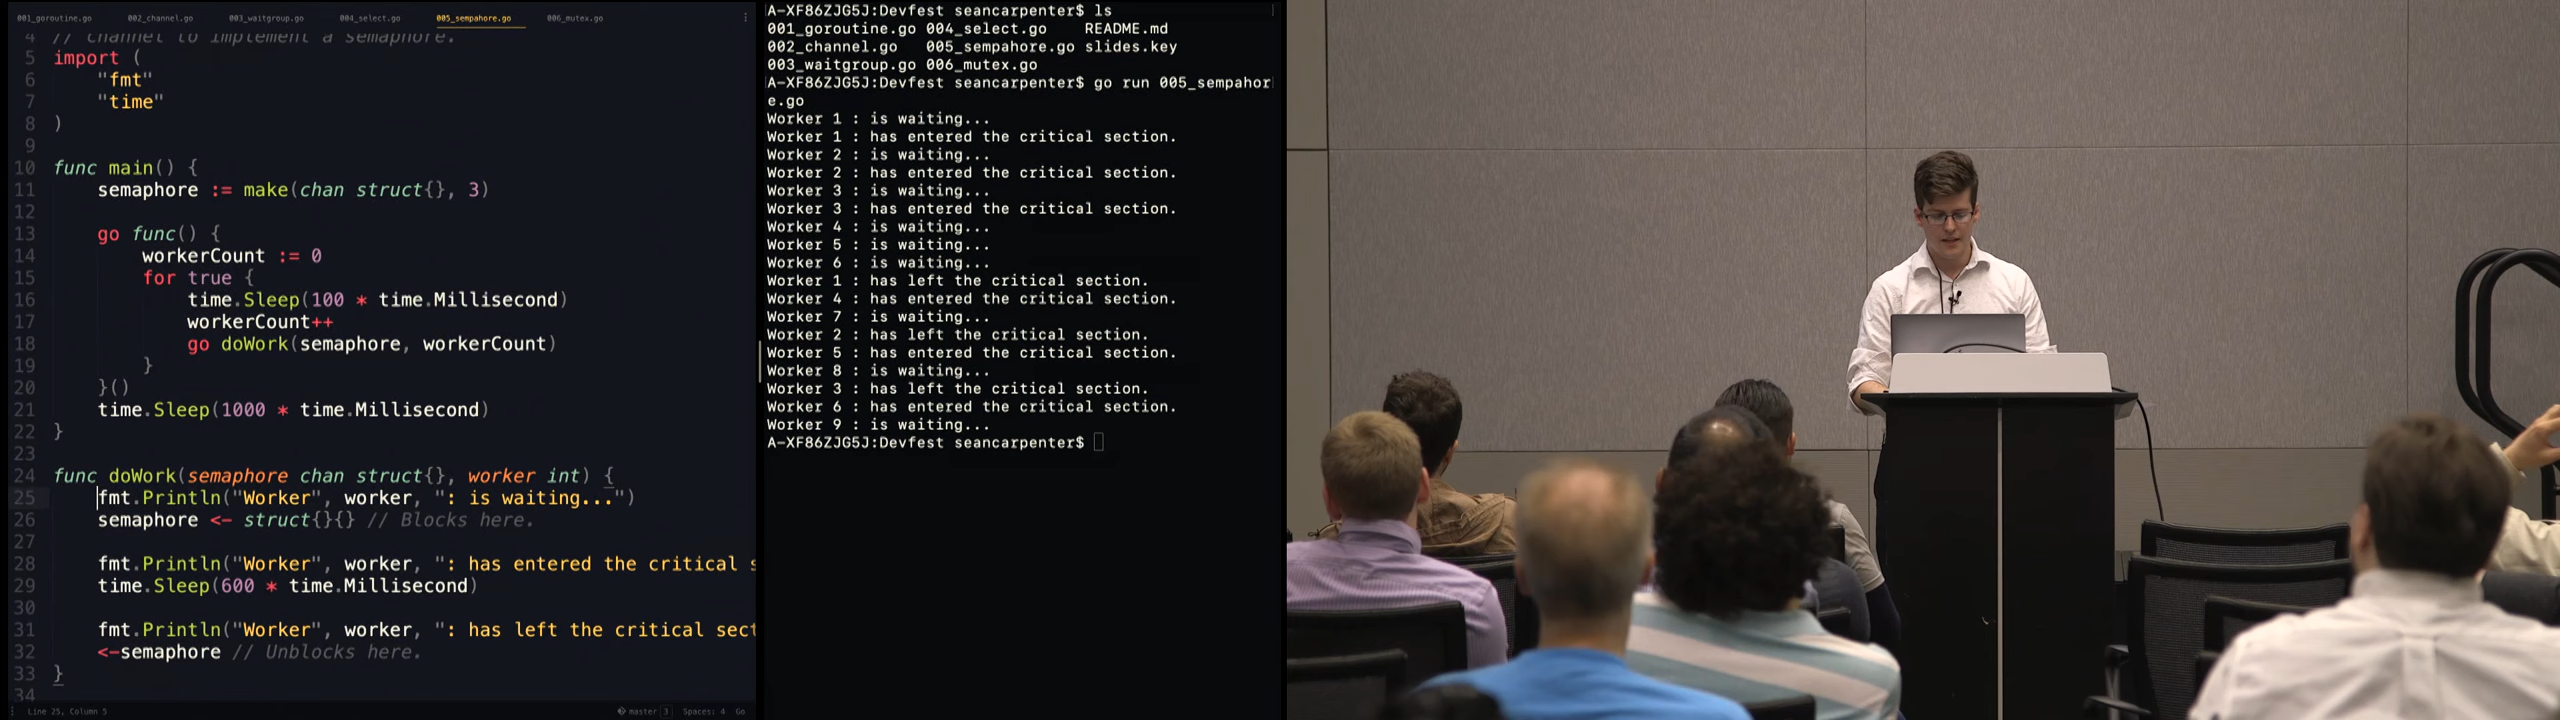 001_goroutine.go 002_channel.go 003_waitgroup.go 004_select.go 005_sempahore.go 006_mutex.go
4 // channel to implement a semaphore.
5 import (
6 "fmt"
7 "time"
8 )
9
10 func main() {
11 semaphore := make(chan struct{}, 3)
12
13 go func() {
14 workerCount := 0
15 for true {
16 time.Sleep(100 * time.Millisecond)
17 workerCount++
18 go doWork(semaphore, workerCount)
19 }
20 }()
21 time.Sleep(1000 * time.Millisecond)
22 }
23
24 func doWork(semaphore chan struct{}, worker int) {
25 fmt.Println("Worker", worker, ": is waiting...")
26 semaphore <- struct{}{} // Blocks here.
27
28 fmt.Println("Worker", worker, ": has entered the critical s
29 time.Sleep(600 * time.Millisecond)
30
31 fmt.Println("Worker", worker, ": has left the critical sect
32 <-semaphore // Unblocks here.
33 }
34
Line 25, Column 5 master 3 Spaces: 4 Go
A-XF86ZJG5J:Devfest seancarpenter$ ls
001_goroutine.go 004_select.go README.md
002_channel.go 005_sempahore.go slides.key
003_waitgroup.go 006_mutex.go
A-XF86ZJG5J:Devfest seancarpenter$ go run 005_sempahor
e.go
Worker 1 : is waiting...
Worker 1 : has entered the critical section.
Worker 2 : is waiting...
Worker 2 : has entered the critical section.
Worker 3 : is waiting...
Worker 3 : has entered the critical section.
Worker 4 : is waiting...
Worker 5 : is waiting...
Worker 6 : is waiting...
Worker 1 : has left the critical section.
Worker 4 : has entered the critical section.
Worker 7 : is waiting...
Worker 2 : has left the critical section.
Worker 5 : has entered the critical section.
Worker 8 : is waiting...
Worker 3 : has left the critical section.
Worker 6 : has entered the critical section.
Worker 9 : is waiting...
A-XF86ZJG5J:Devfest seancarpenter$